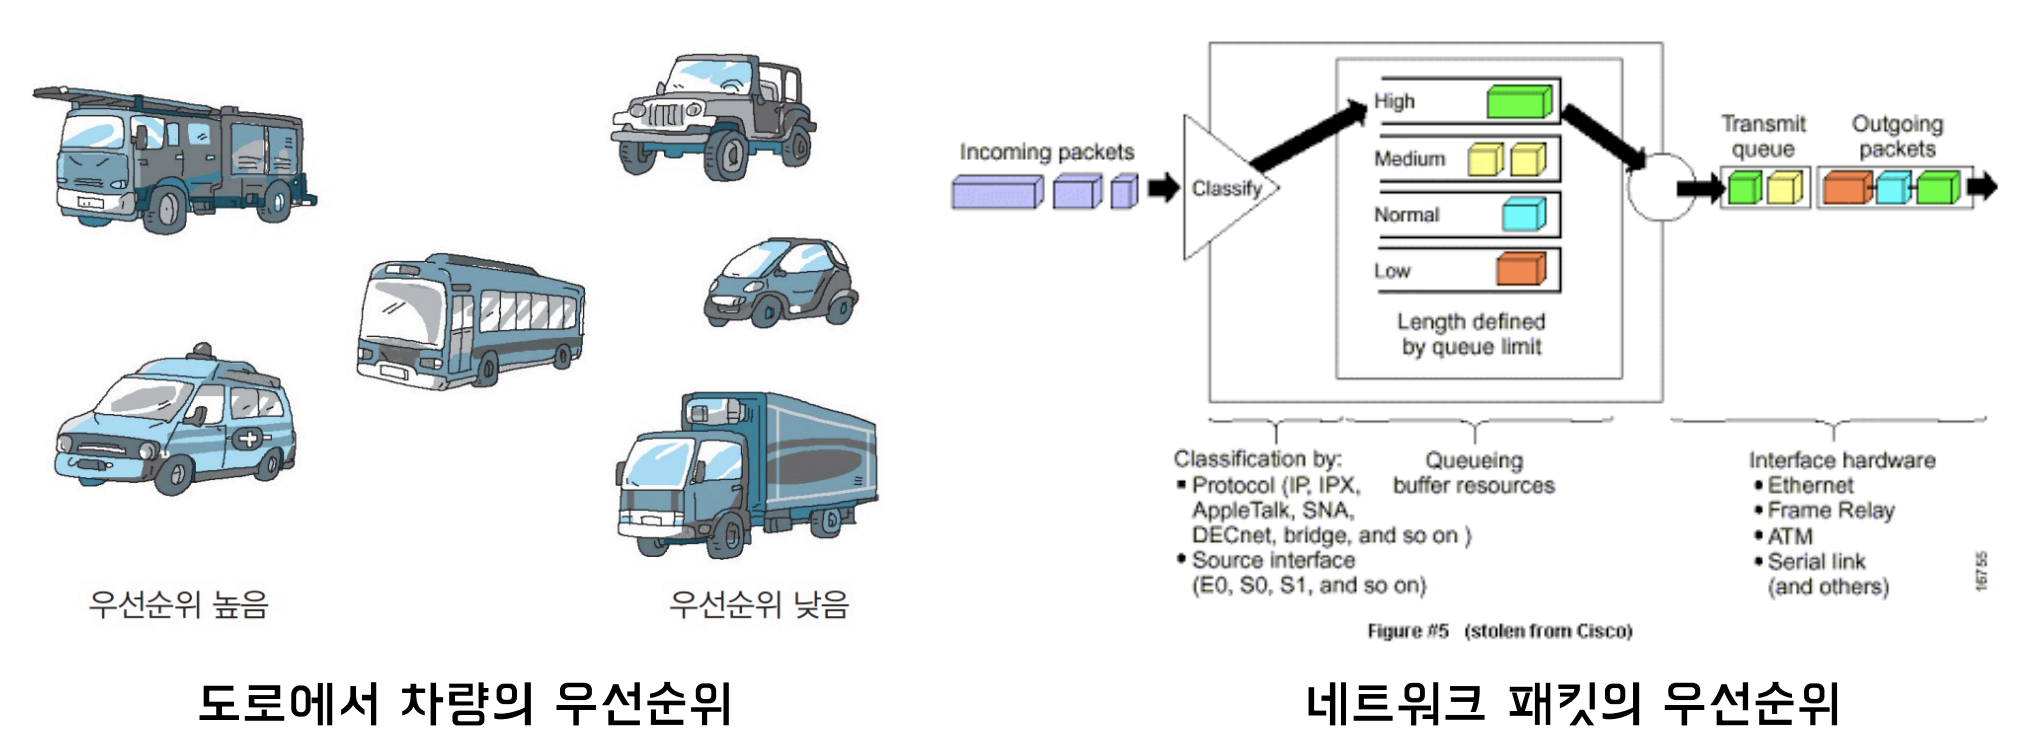 우선순위 높음
우선순위 낮음
도로에서 차량의 우선순위
Incoming packets
Classify
High
Medium
Normal
Low
Length defined
by queue limit
Transmit
queue
Outgoing
packets
Classification by:
▪ Protocol (IP, IPX,
AppleTalk, SNA,
DECnet, bridge, and so on )
• Source interface
(E0, S0, S1, and so on)
Queueing
buffer resources
Interface hardware
• Ethernet
• Frame Relay
• ATM
• Serial link
(and others)
16755
Figure #5 (stolen from Cisco)
네트워크 패킷의 우선순위